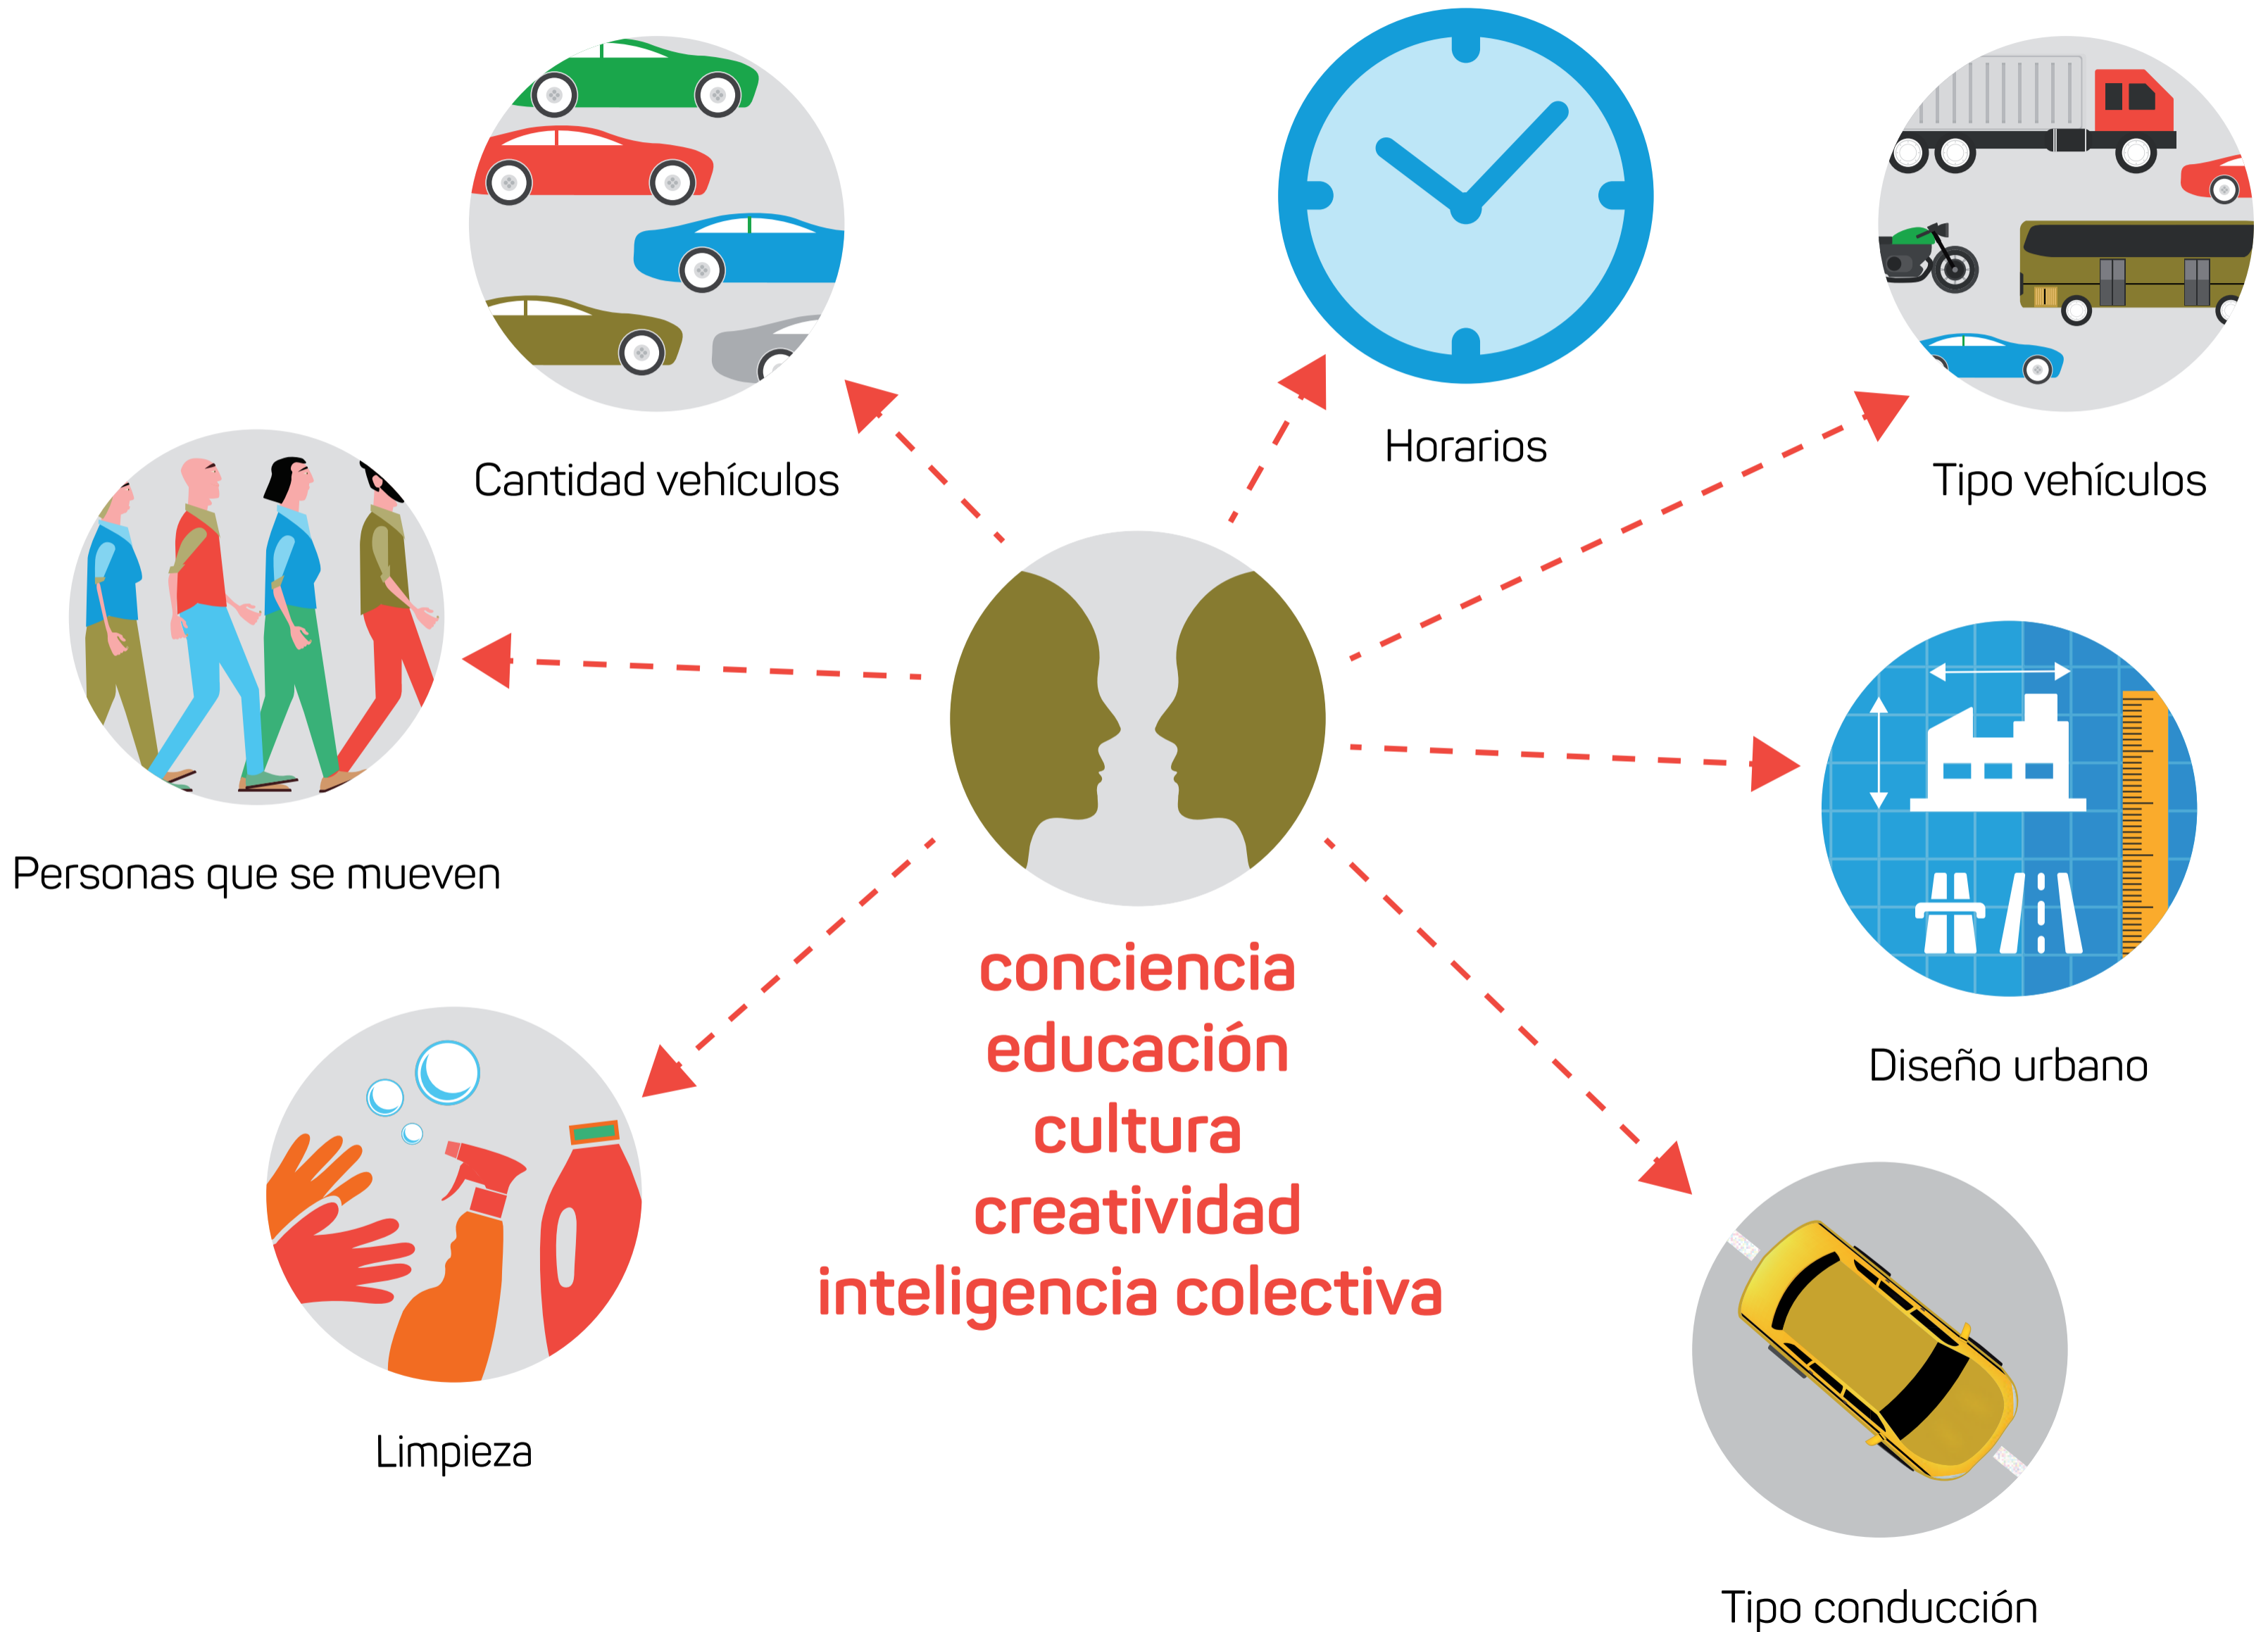 Horarios
Cantidad vehículos
Tipo vehículos
Personas que se mueven
conciencia
educación
cultura
creatividad
inteligencia colectiva
Diseño urbano
Limpieza
Tipo conducción